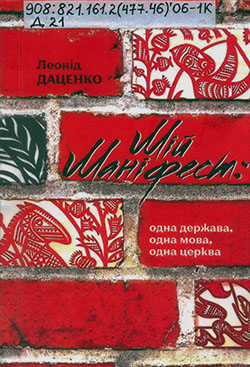 908:821.161.2(477.46)'06-1К
Д 21
Леонід
ДАЦЕНКО
Мій
Маніфест:
одна держава,
одна мова,
одна церква